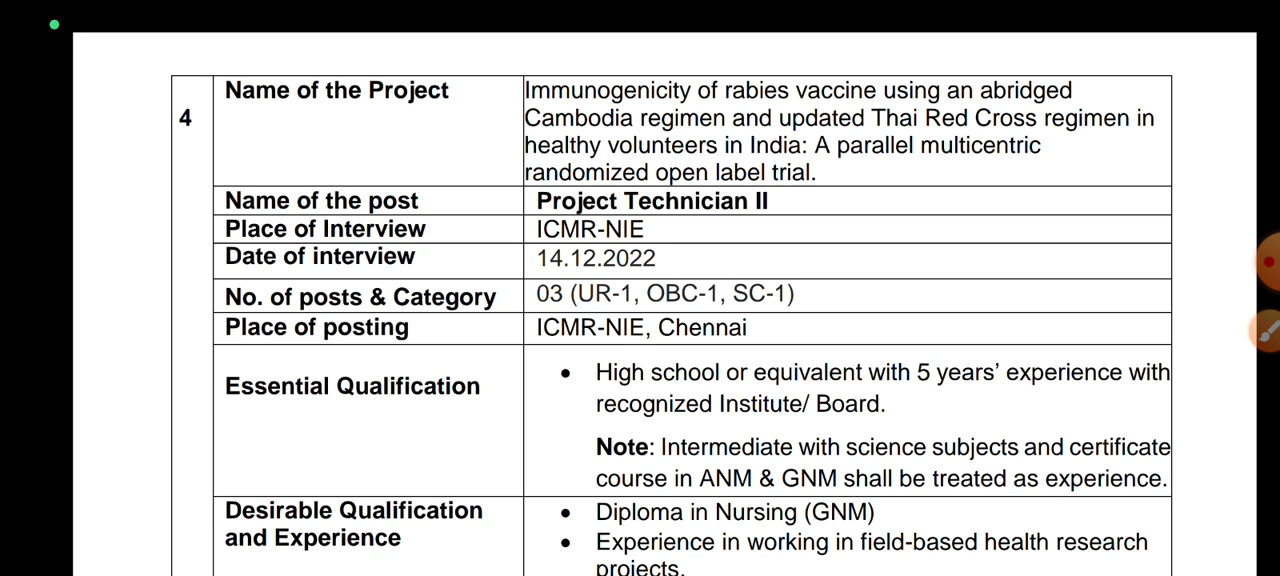 4
Name of the Project
Immunogenicity of rabies vaccine using an abridged
Cambodia regimen and updated Thai Red Cross regimen in
healthy volunteers in India: A parallel multicentric
randomized open label trial.
Name of the post
Project Technician II
Place of Interview
ICMR-NIE
Date of interview
14.12.2022
No. of posts & Category
03 (UR-1, OBC-1, SC-1)
Place of posting
ICMR-NIE, Chennai
Essential Qualification
• High school or equivalent with 5 years’ experience with
recognized Institute/ Board.
Note: Intermediate with science subjects and certificate
course in ANM & GNM shall be treated as experience.
Desirable Qualification
and Experience
• Diploma in Nursing (GNM)
• Experience in working in field-based health research
projects.